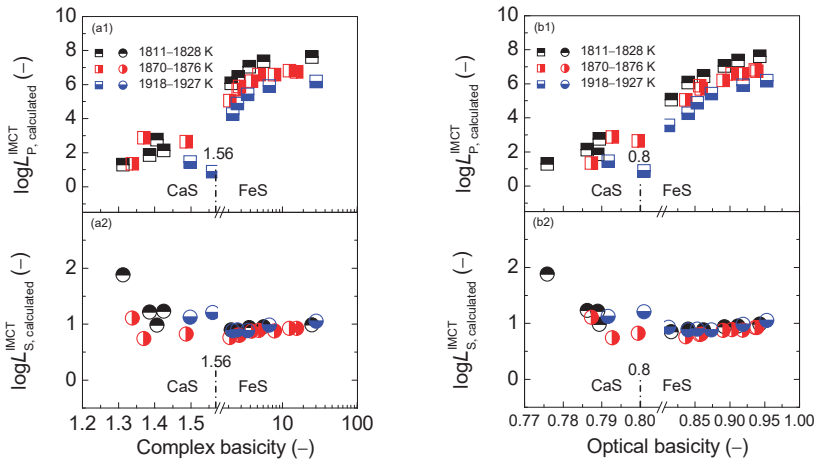 (a1)
1811–1828 K
1870–1876 K
1918–1927 K
10
8
6
4
2
0
logL^IMCT_P, calculated (–)
1.56
CaS
FeS
(a2)
2
1
0
logL^IMCT_S, calculated (–)
1.56
CaS
FeS
1.2 1.3 1.4 1.5 10 100
Complex basicity (–)
(b1)
1811–1828 K
1870–1876 K
1918–1927 K
10
8
6
4
2
0
logL^IMCT_P, calculated (–)
0.8
CaS
FeS
(b2)
2
1
0
logL^IMCT_S, calculated (–)
0.8
CaS
FeS
0.77 0.78 0.79 0.80 0.85 0.90 0.95 1.00
Optical basicity (–)